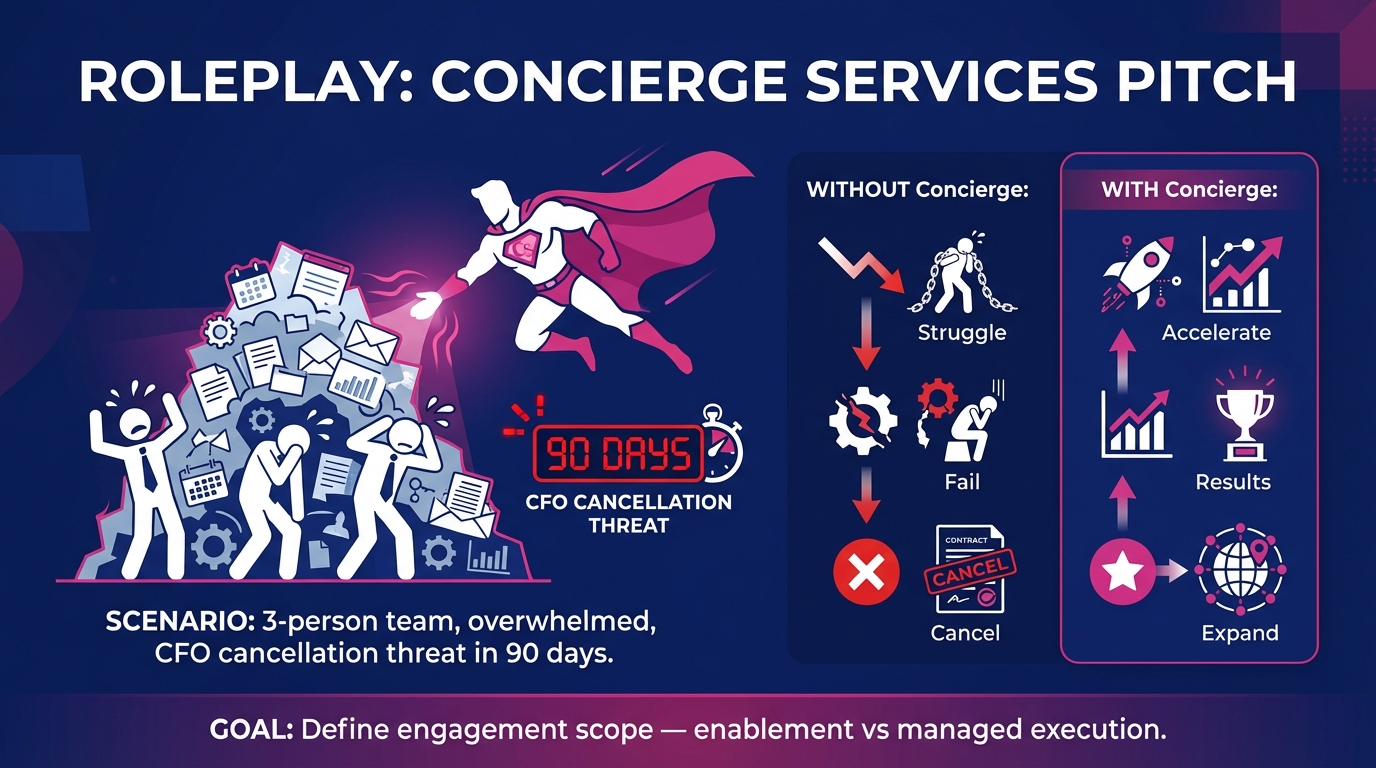 ROLEPLAY: CONCIERGE SERVICES PITCH
90 DAYS
CFO CANCELLATION
THREAT
SCENARIO: 3-person team, overwhelmed,
CFO cancellation threat in 90 days.
WITHOUT Concierge:
Struggle
Fail
CONTRACT
CANCEL
Cancel
WITH Concierge:
Accelerate
Results
Expand
GOAL: Define engagement scope — enablement vs managed execution.